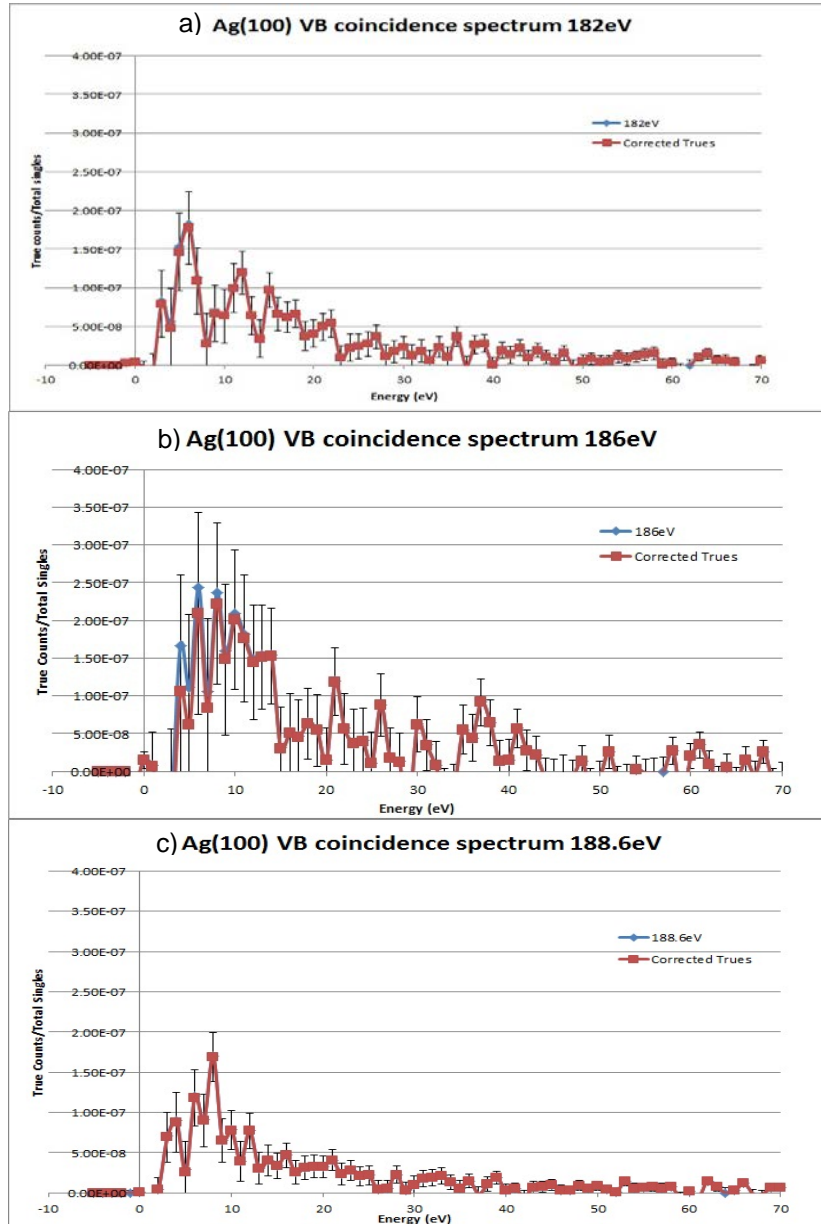 a) Ag(100) VB coincidence spectrum 182eV
4.00E-07
3.50E-07
3.00E-07
2.50E-07
2.00E-07
1.50E-07
1.00E-07
5.00E-08
0.00E+00
True counts/Total singles
182eV
Corrected Trues
-10 0 10 20 30 40 50 60 70
Energy (eV)
b) Ag(100) VB coincidence spectrum 186eV
4.00E-07
3.50E-07
3.00E-07
2.50E-07
2.00E-07
1.50E-07
1.00E-07
5.00E-08
0.00E+00
True Counts/Total Singles
186eV
Corrected Trues
-10 0 10 20 30 40 50 60 70
Energy (eV)
c) Ag(100) VB coincidence spectrum 188.6eV
4.00E-07
3.50E-07
3.00E-07
2.50E-07
2.00E-07
1.50E-07
1.00E-07
5.00E-08
0.00E+00
True Counts/Total Singles
188.6eV
Corrected Trues
-10 0 10 20 30 40 50 60 70
Energy (eV)